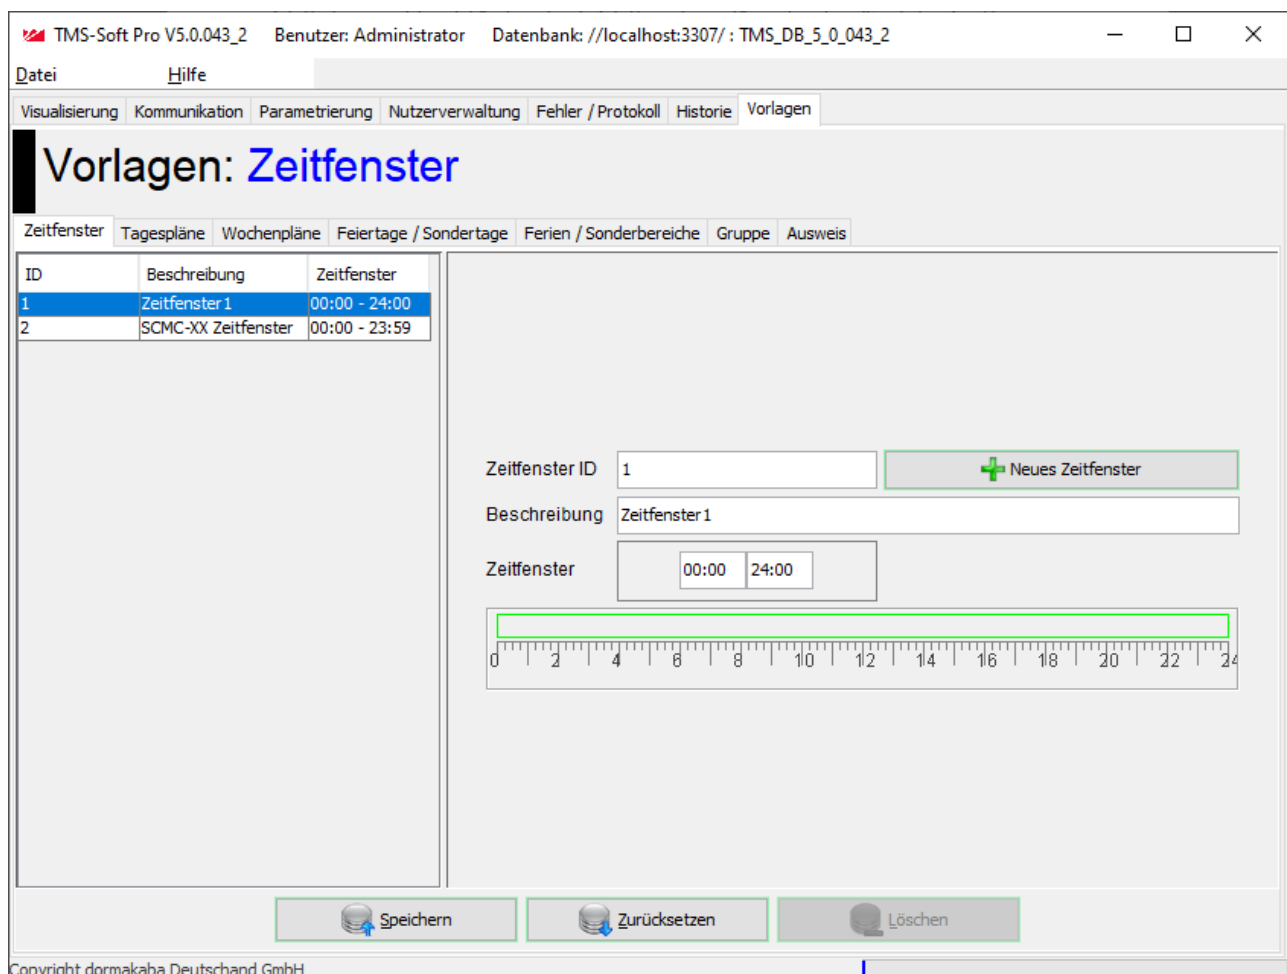 TMS-Soft Pro V5.0.043_2 Benutzer: Administrator Datenbank: //localhost:3307/ : TMS_DB_5_0_043_2
Datei Hilfe
Visualisierung Kommunikation Parametrierung Nutzerverwaltung Fehler / Protokoll Historie Vorlagen
Vorlagen: Zeitfenster
Zeitfenster Tagespläne Wochenpläne Feiertage / Sondertage Ferien / Sonderbereiche Gruppe Ausweis
ID Beschreibung Zeitfenster
1 Zeitfenster1 00:00 - 24:00
2 SCMC-XX Zeitfenster 00:00 - 23:59
Zeitfenster ID 1 Neues Zeitfenster
Beschreibung Zeitfenster1
Zeitfenster 00:00 24:00
0 2 4 6 8 10 12 14 16 18 20 22 24
Speichern Zurücksetzen Löschen
Copyright dormakaba Deutschand GmbH